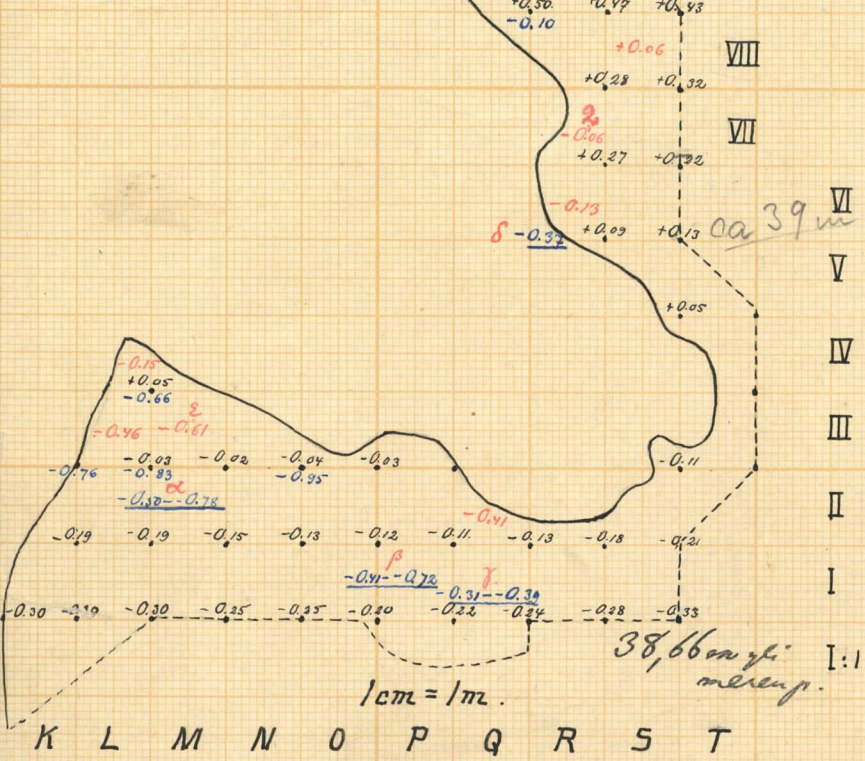 +0.50 +0.47 +0.43
-0.10
+0.06 VIII
+0.28 +0.32
2 VII
-0.06
+0.27 +0.22
-0.13 VI
δ -0.37 +0.09 +0.13 ca 39 m
V
+0.05
-0.15 IV
+0.05
-0.66
ε
-0.46 -0.61 III
-0.76 -0.03 -0.02 -0.04 -0.03 -0.11
-0.83 -0.95
α
-0.50--0.78 II
-0.41
-0.19 -0.19 -0.15 -0.13 -0.12 -0.11 -0.13 -0.18 -0.21
β
-0.41--0.72 γ I
-0.31--0.39
-0.30 -0.30 -0.25 -0.20 -0.22 -0.24 -0.28 -0.33
38,66 m yli I:1
merenp.
1cm = 1m.
K L M N O P Q R S T